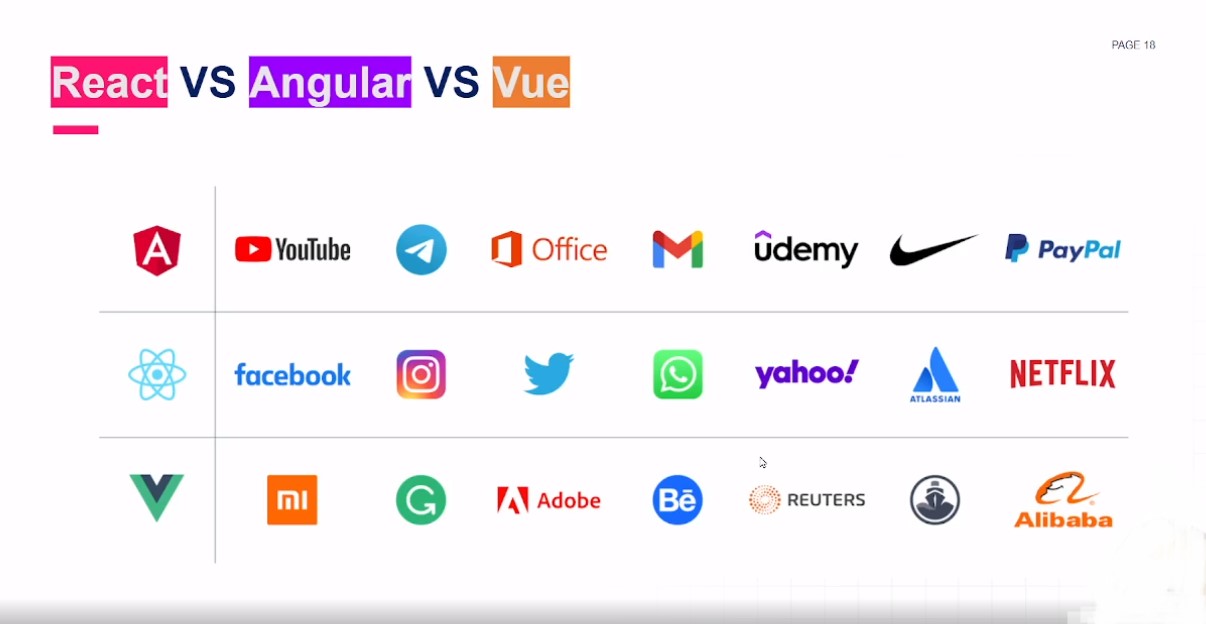 PAGE 18
React VS Angular VS Vue
A YouTube Office udemy PayPal
facebook yahoo! ATLASSIAN NETFLIX
mi G Adobe Bē REUTERS Alibaba